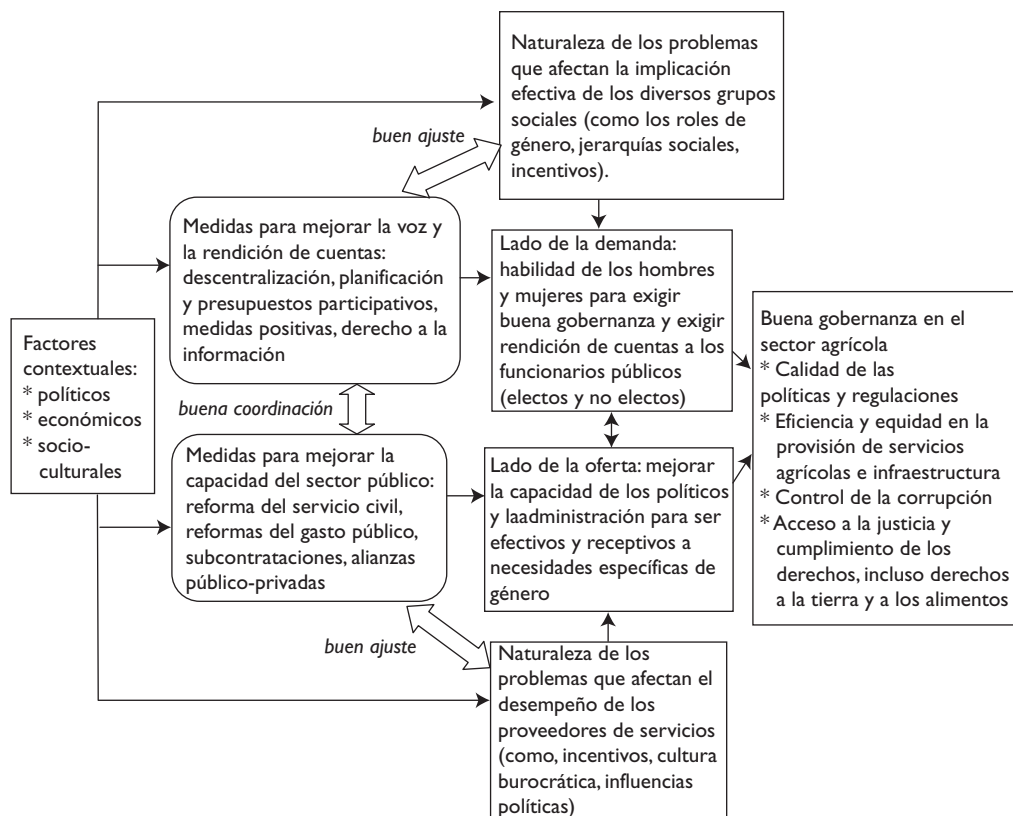 Naturaleza de los problemas
que afectan la implicación
efectiva de los diversos grupos
sociales (como los roles de
género, jerarquías sociales,
incentivos).
buen ajuste
Medidas para mejorar la voz y
la rendición de cuentas:
descentralización, planificación
y presupuestos participativos,
medidas positivas, derecho a la
información
Lado de la demanda:
habilidad de los hombres
y mujeres para exigir
buena gobernanza y exigir
rendición de cuentas a los
funcionarios públicos
(electos y no electos)
Factores
contextuales:
* políticos
* económicos
* socio-
culturales
buena coordinación
Buena gobernanza en el
sector agrícola
* Calidad de las
políticas y regulaciones
* Eficiencia y equidad en la
provisión de servicios
agrícolas e infraestructura
* Control de la corrupción
* Acceso a la justicia y
cumplimiento de los
derechos, incluso derechos
a la tierra y a los alimentos
Medidas para mejorar la
capacidad del sector público:
reforma del servicio civil,
reformas del gasto público,
subcontrataciones, alianzas
público-privadas
Lado de la oferta: mejorar
la capacidad de los políticos
y laadministración para ser
efectivos y receptivos a
necesidades específicas de
género
buen ajuste
Naturaleza de los
problemas que afectan el
desempeño de los
proveedores de servicios
(como, incentivos, cultura
burocrática, influencias
políticas)